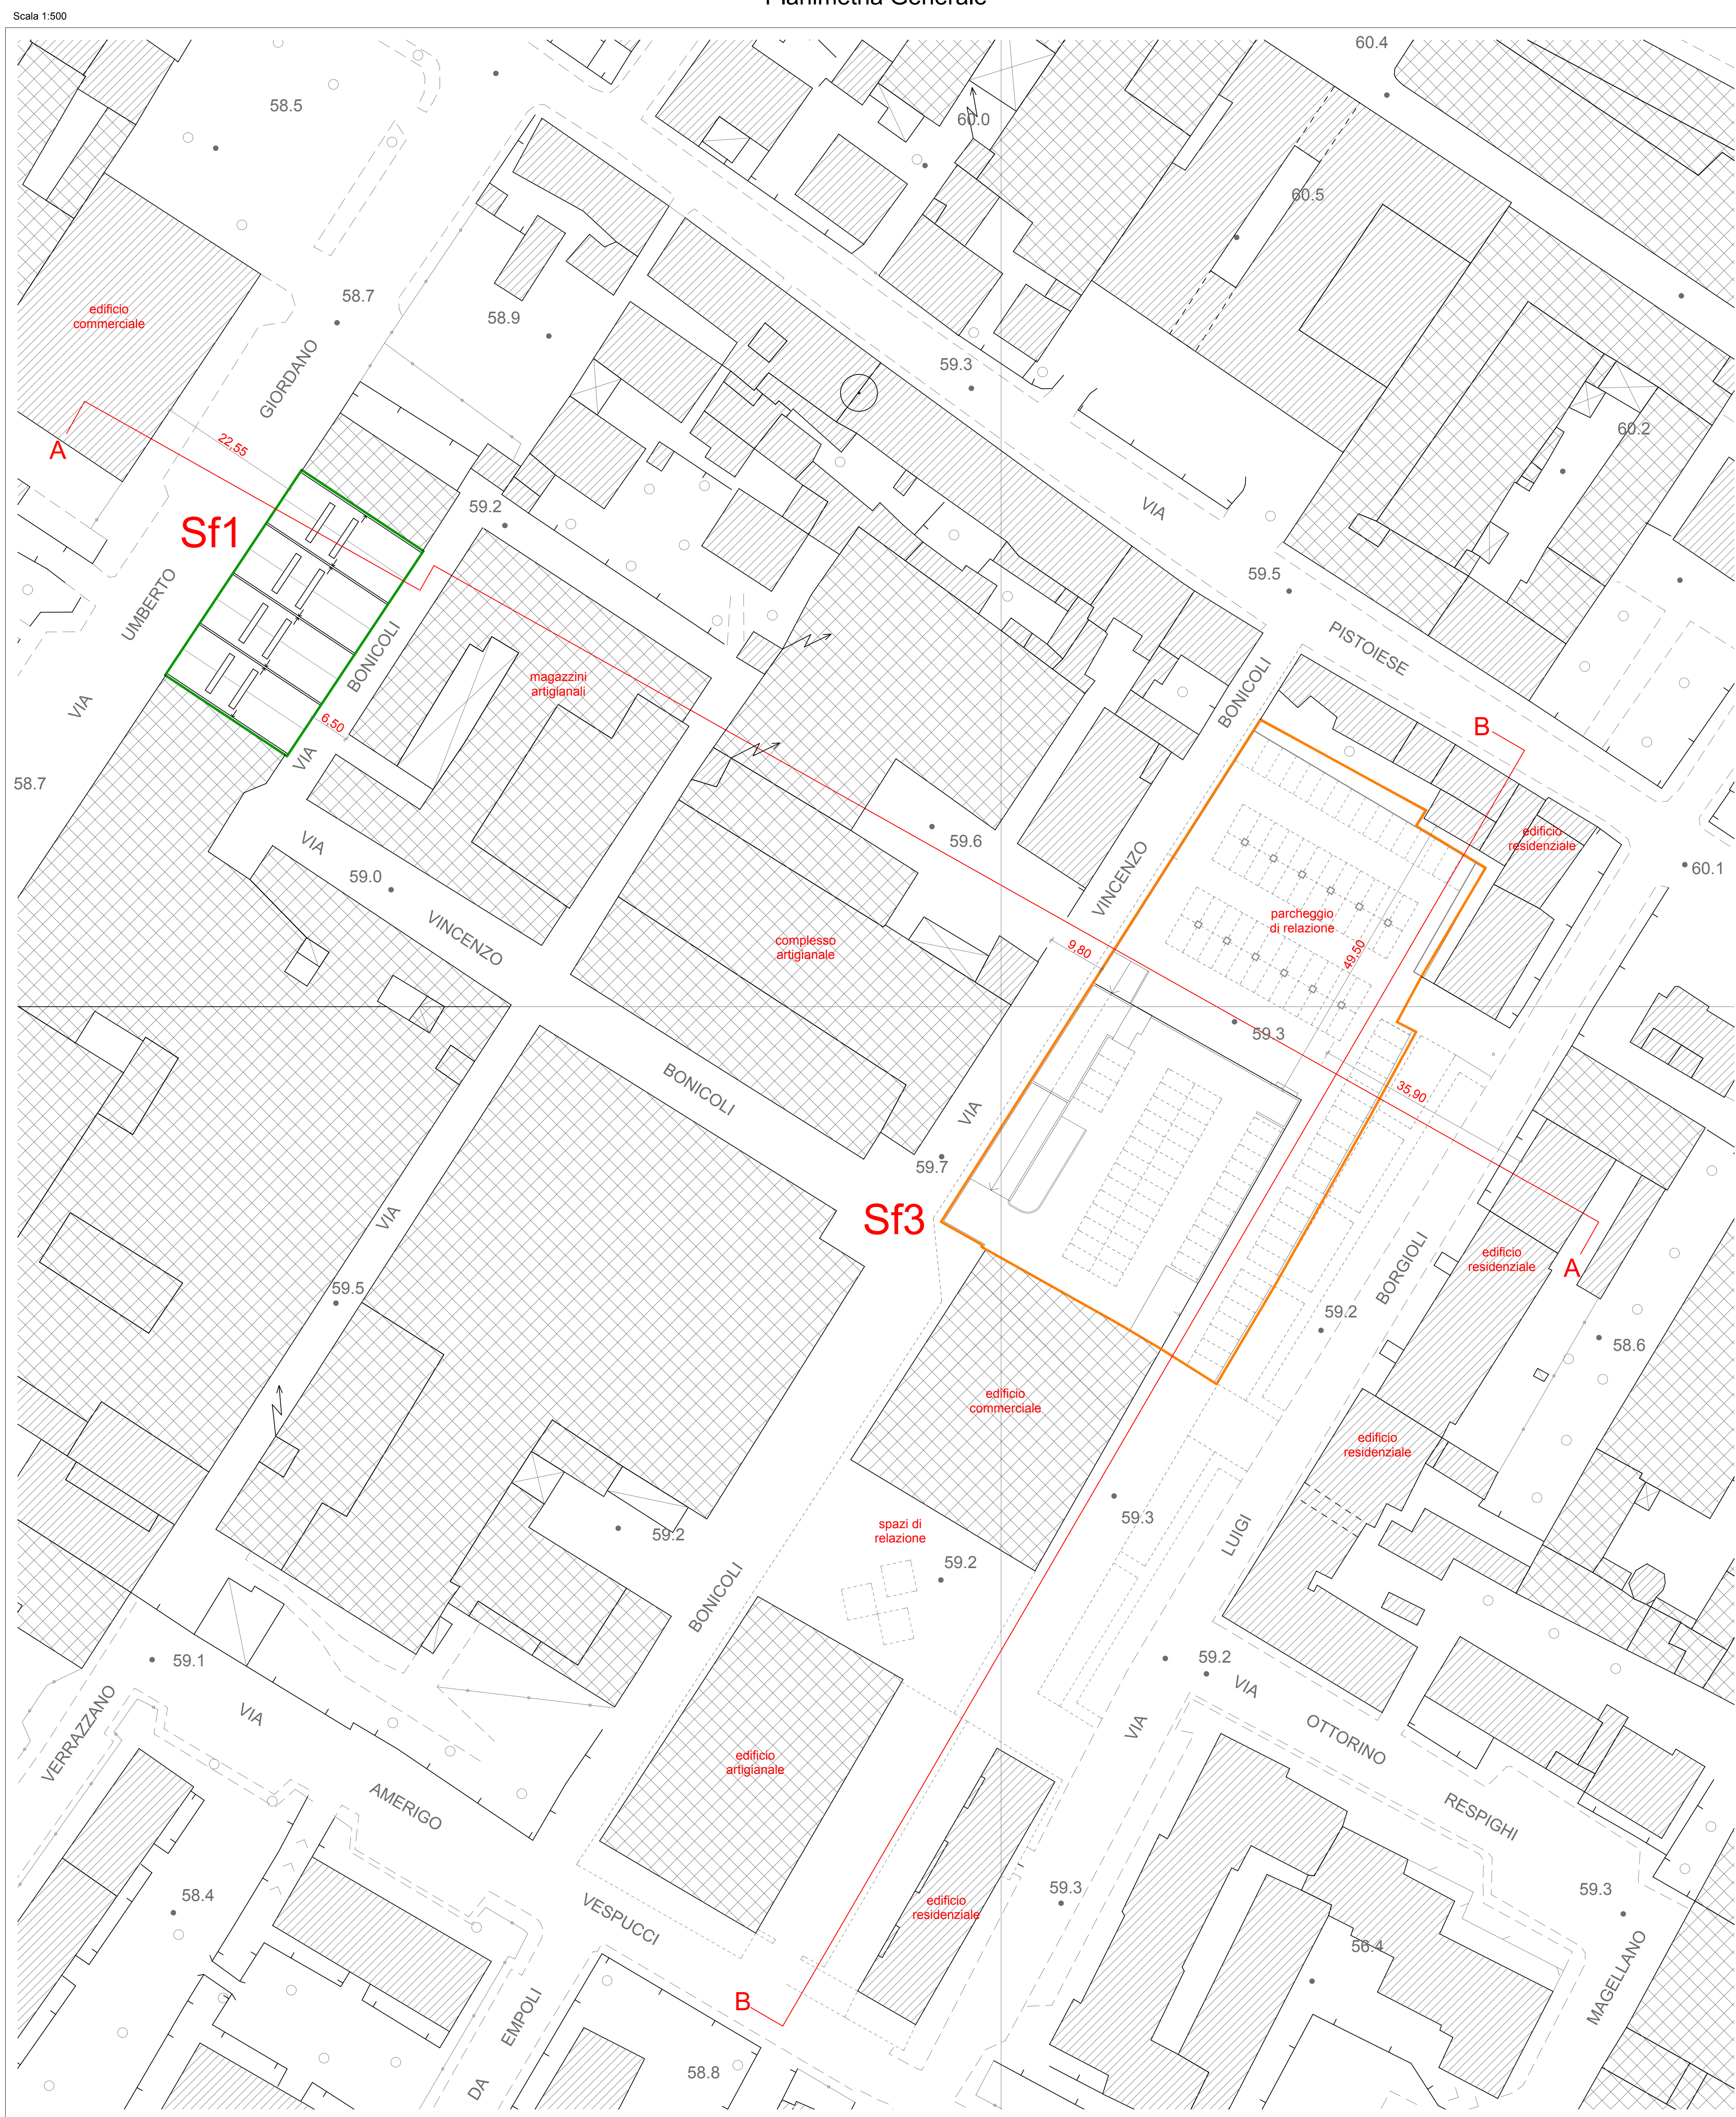 Planimetria Generale
Scala 1:500
60.4
58.5
60.0
60.5
58.7
58.9
edificio
commerciale
59.3
GIORDANO
60.2
22,55
A
59.2
VIA
Sf1
59.5
UMBERTO
BONICOLI
PISTOIESE
magazzini
artigianali
BONICOLI
VIA
6,50
B
VIA
58.7
edificio
residenziale
59.6
VIA
60.1
59.0
VINCENZO
VINCENZO
parcheggio
di relazione
complesso
artigianale
9,80
49,50
59.3
BONICOLI
35,90
VIA
59.7
VIA
Sf3
edificio
residenziale
A
BORGIOLI
59.5
59.2
58.6
edificio
commerciale
edificio
residenziale
59.3
spazi di
relazione
59.2
LUIGI
59.2
BONICOLI
59.1
59.2
VIA
VIA
VERRAZZANO
VIA
OTTORINO
edificio
artigianale
AMERIGO
RESPIGHI
58.4
59.3
59.3
edificio
residenziale
VESPUCCI
56.4
MAGELLANO
B
EMPOLI
58.8
DA